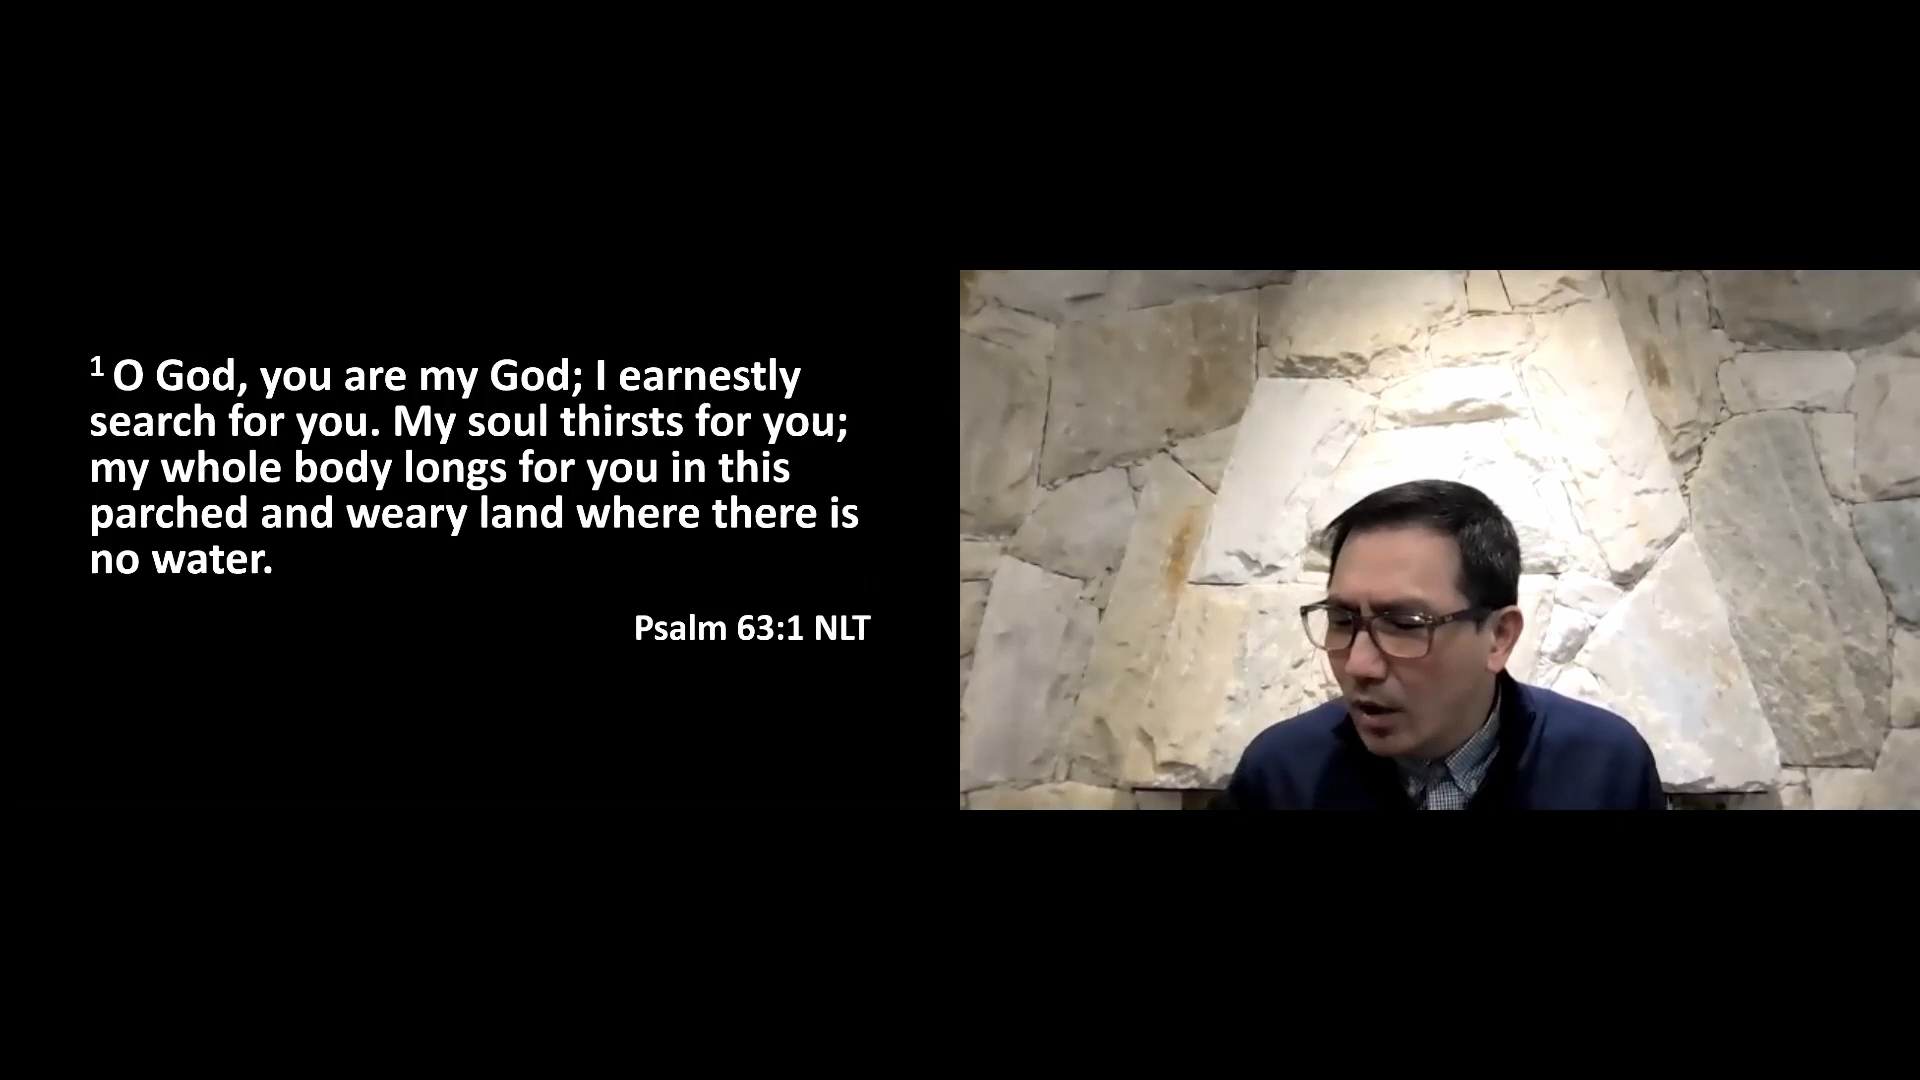 1 O God, you are my God; I earnestly
search for you. My soul thirsts for you;
my whole body longs for you in this
parched and weary land where there is
no water.
Psalm 63:1 NLT